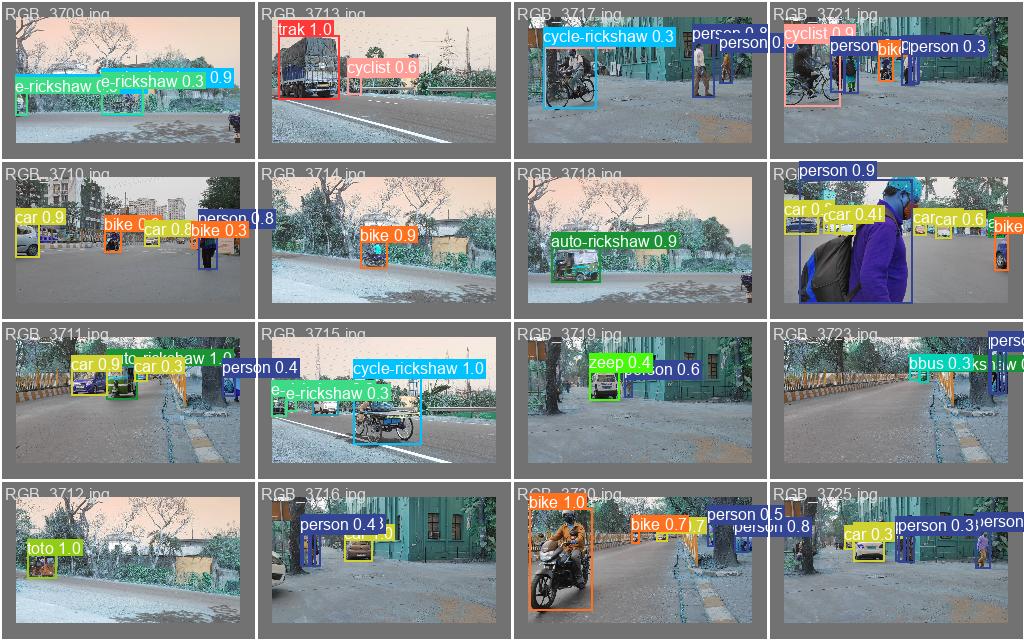 RGB_3709.jpg
e-rickshaw
e-rickshaw 0.3
0.9
RGB_3713.jpg
trak 1.0
cyclist 0.6
RGB_3717.jpg
cycle-rickshaw 0.3
person 0.8
person
RGB_3721.jpg
cyclist 0.9
person
bike
person 0.3
RGB_3710.jpg
car 0.9
bike
car 0.8
bike 0.3
person 0.8
RGB_3714.jpg
bike 0.9
RGB_3718.jpg
auto-rickshaw 0.9
person 0.9
car
car 0.4
car
car 0.6
bike
RGB_3711.jpg
car 0.9
auto-rickshaw 1.0
car 0.3
person 0.4
RGB_3715.jpg
cycle-rickshaw 1.0
e-rickshaw 0.3
RGB_3719.jpg
zeep 0.4
person 0.6
RGB_3723.jpg
bbus 0.3
RGB_3712.jpg
toto 1.0
RGB_3716.jpg
person 0.4
RGB_3720.jpg
bike 1.0
bike 0.7
person 0.5
person 0.8
RGB_3725.jpg
car 0.3
person 0.3
person